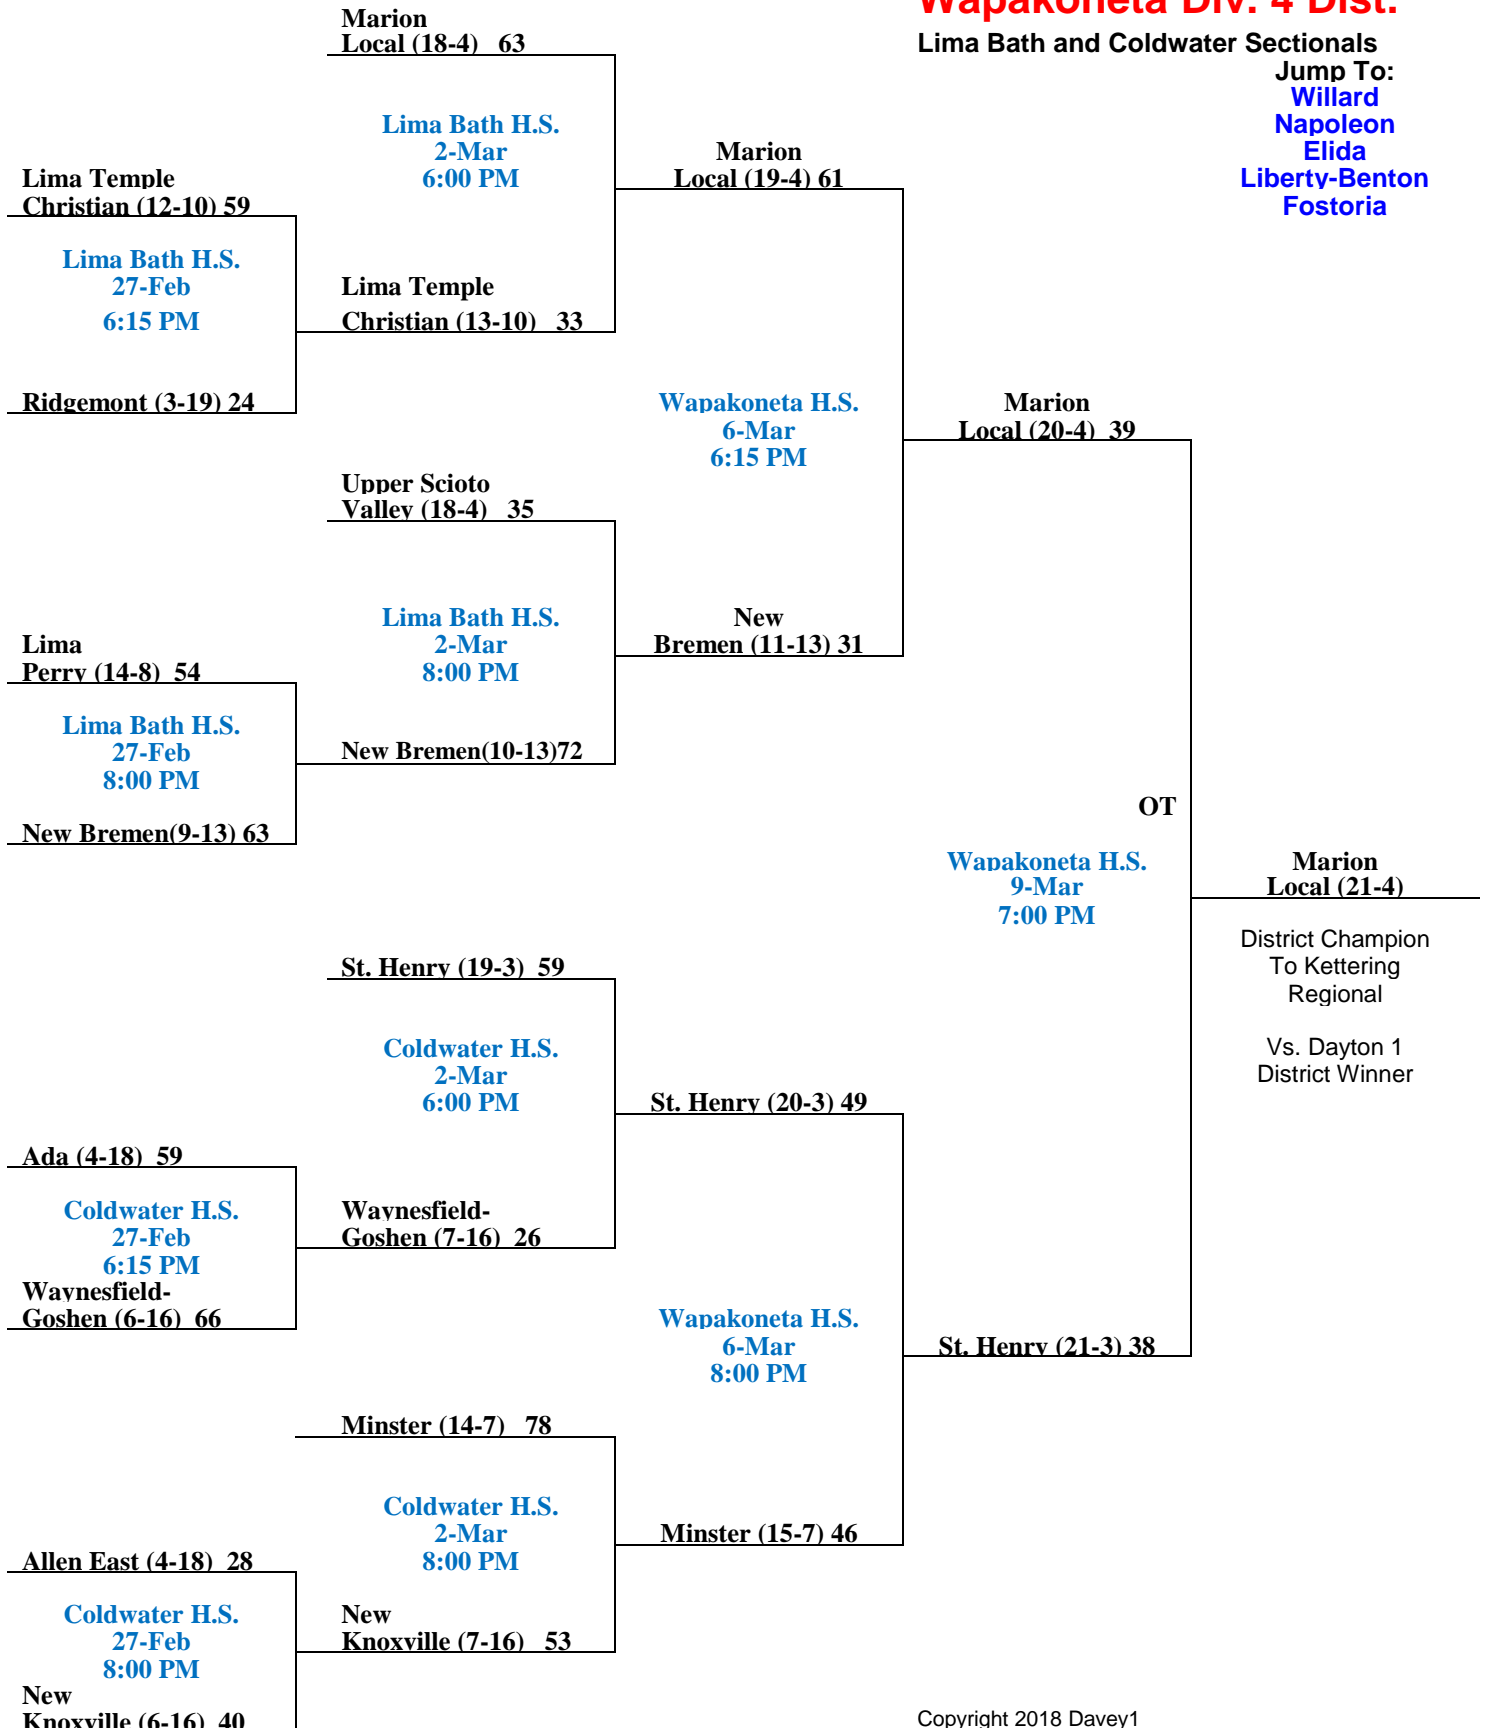 Wapakoneta Div. 4 Dist.
Lima Bath and Coldwater Sectionals
Jump To:
Willard
Napoleon
Elida
Liberty-Benton
Fostoria
Marion
Local (18-4) 63
Lima Bath H.S.
2-Mar
6:00 PM
Marion
Local (19-4) 61
Lima Temple
Christian (12-10) 59
Lima Bath H.S.
27-Feb
6:15 PM
Lima Temple
Christian (13-10) 33
Ridgemont (3-19) 24
Wapakoneta H.S.
6-Mar
6:15 PM
Marion
Local (20-4) 39
Upper Scioto
Valley (18-4) 35
Lima Bath H.S.
2-Mar
8:00 PM
New
Bremen (11-13) 31
Lima
Perry (14-8) 54
Lima Bath H.S.
27-Feb
8:00 PM
New Bremen(10-13)72
New Bremen(9-13) 63
OT
Wapakoneta H.S.
9-Mar
7:00 PM
Marion
Local (21-4)
District Champion
To Kettering
Regional
Vs. Dayton 1
District Winner
St. Henry (19-3) 59
Coldwater H.S.
2-Mar
6:00 PM
St. Henry (20-3) 49
Ada (4-18) 59
Coldwater H.S.
27-Feb
6:15 PM
Waynesfield-
Goshen (7-16) 26
Waynesfield-
Goshen (6-16) 66
Wapakoneta H.S.
6-Mar
8:00 PM
St. Henry (21-3) 38
Minster (14-7) 78
Coldwater H.S.
2-Mar
8:00 PM
Minster (15-7) 46
Allen East (4-18) 28
Coldwater H.S.
27-Feb
8:00 PM
New
Knoxville (7-16) 53
New
Knoxville (6-16) 40
Copyright 2018 Davey1